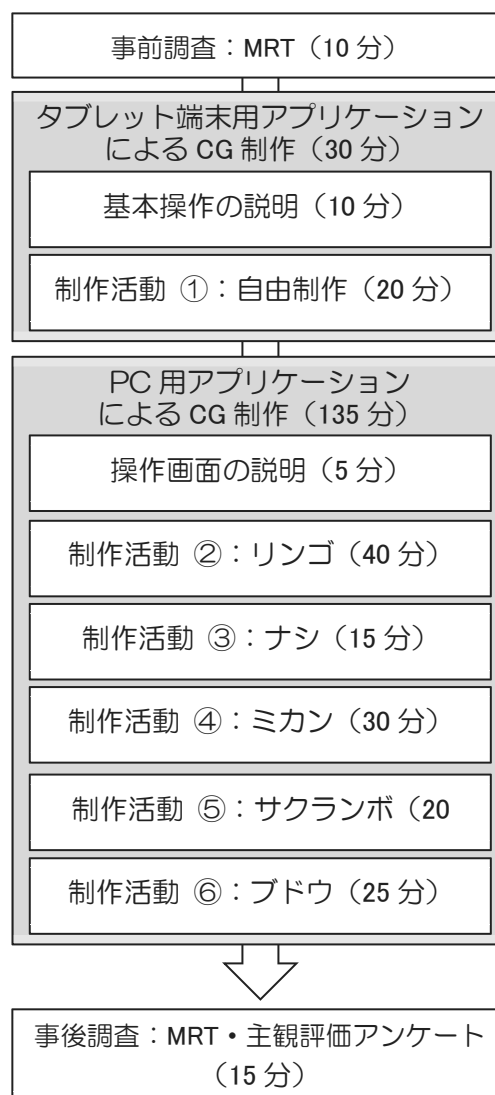 事前調査：MRT（10 分）
タブレット端末用アプリケーション
による CG 制作（30 分）
基本操作の説明（10 分）
制作活動 ①：自由制作（20 分）
PC 用アプリケーション
による CG 制作（135 分）
操作画面の説明（5 分）
制作活動 ②：リンゴ（40 分）
制作活動 ③：ナシ（15 分）
制作活動 ④：ミカン（30 分）
制作活動 ⑤：サクランボ（20
制作活動 ⑥：ブドウ（25 分）
事後調査：MRT・主観評価アンケート
（15 分）